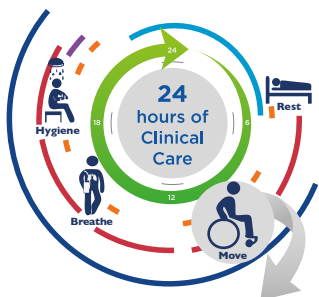 24
24
hours of
Clinical
Care
18
6
12
Rest
Hygiene
Breathe
Move